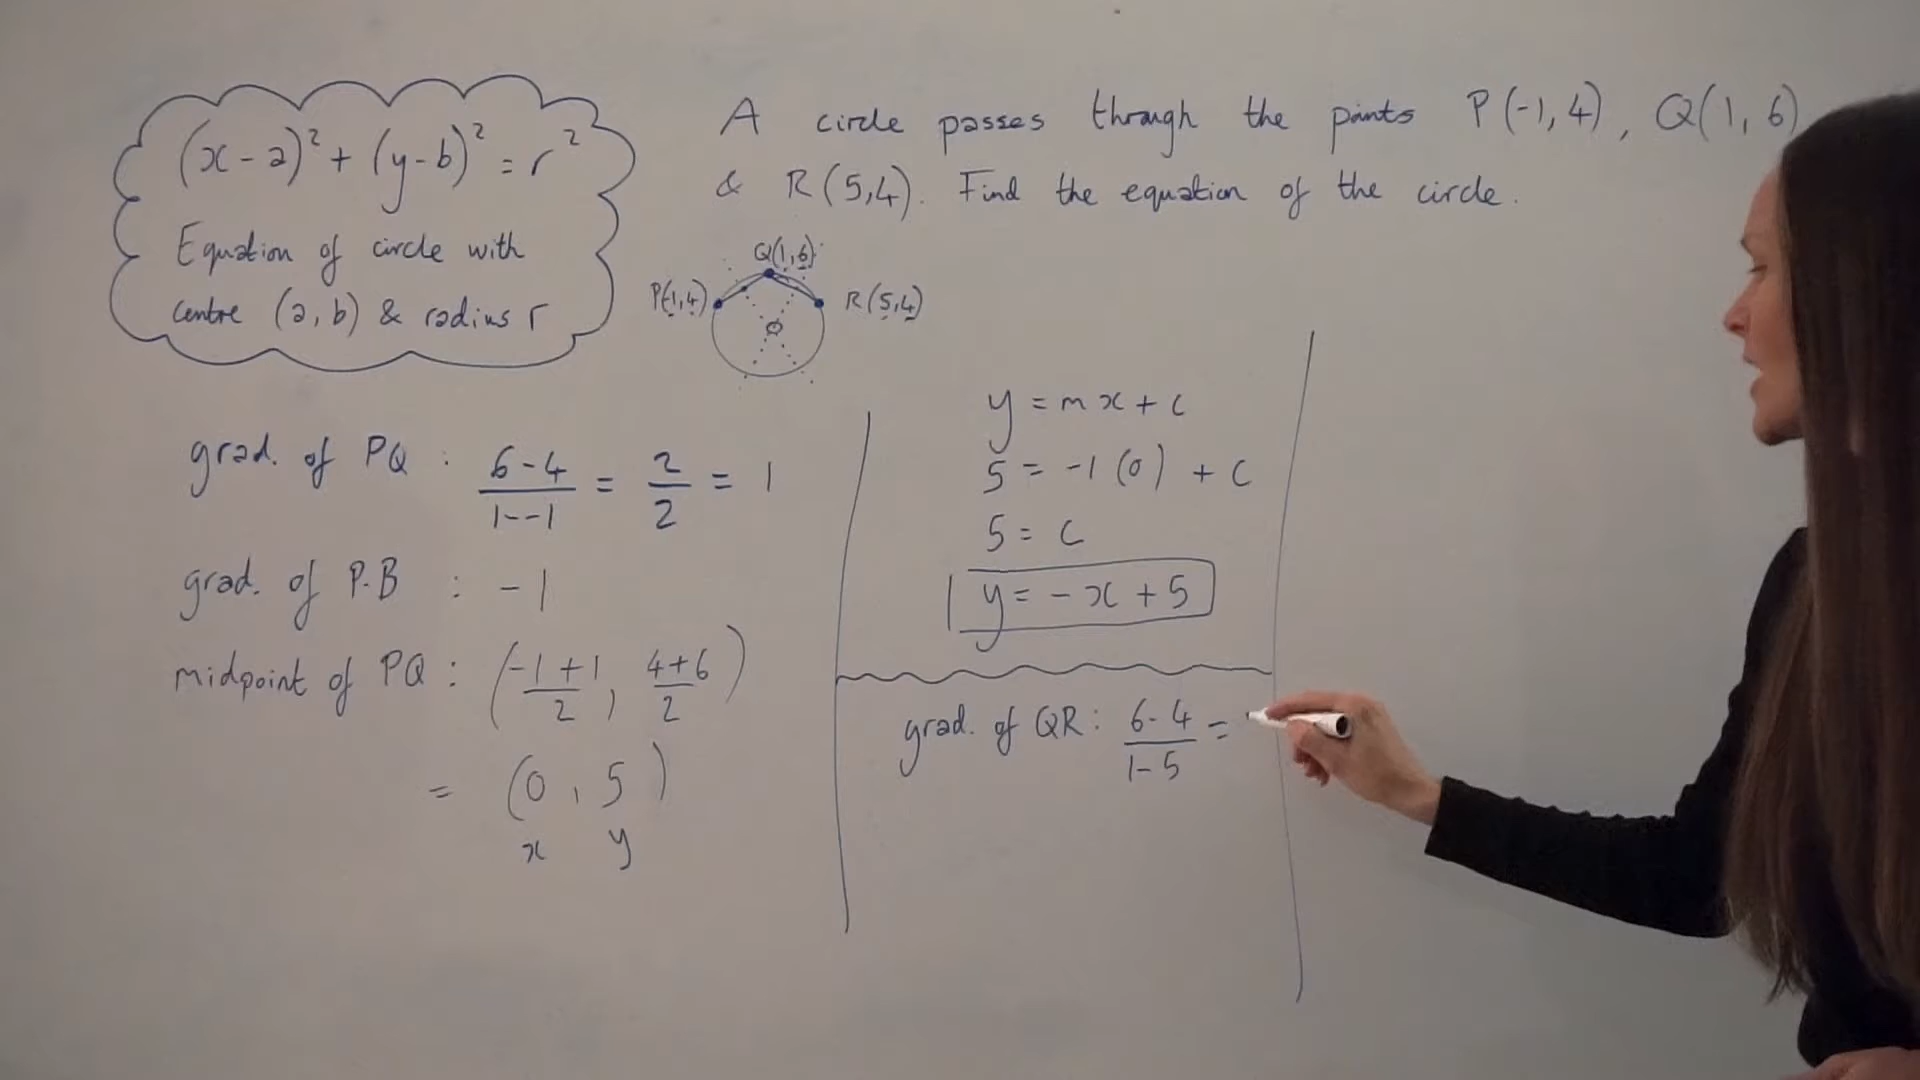 (x-a)² + (y-b)² = r²
Equation of circle with
centre (a, b) & radius r
A circle passes through the points P(-1,4), Q(1,6)
& R(5,4). Find the equation of the circle.
Q(1,6)
P(-1,4)
R(5,4)
grad. of PQ : 6-4/1--1 = 2/2 = 1
grad. of P.B : -1
midpoint of PQ : (-1+1/2, 4+6/2)
= (0, 5)
x y
y = mx + c
5 = -1(0) + c
5 = c
y = -x + 5
grad. of QR: 6-4/1-5 =